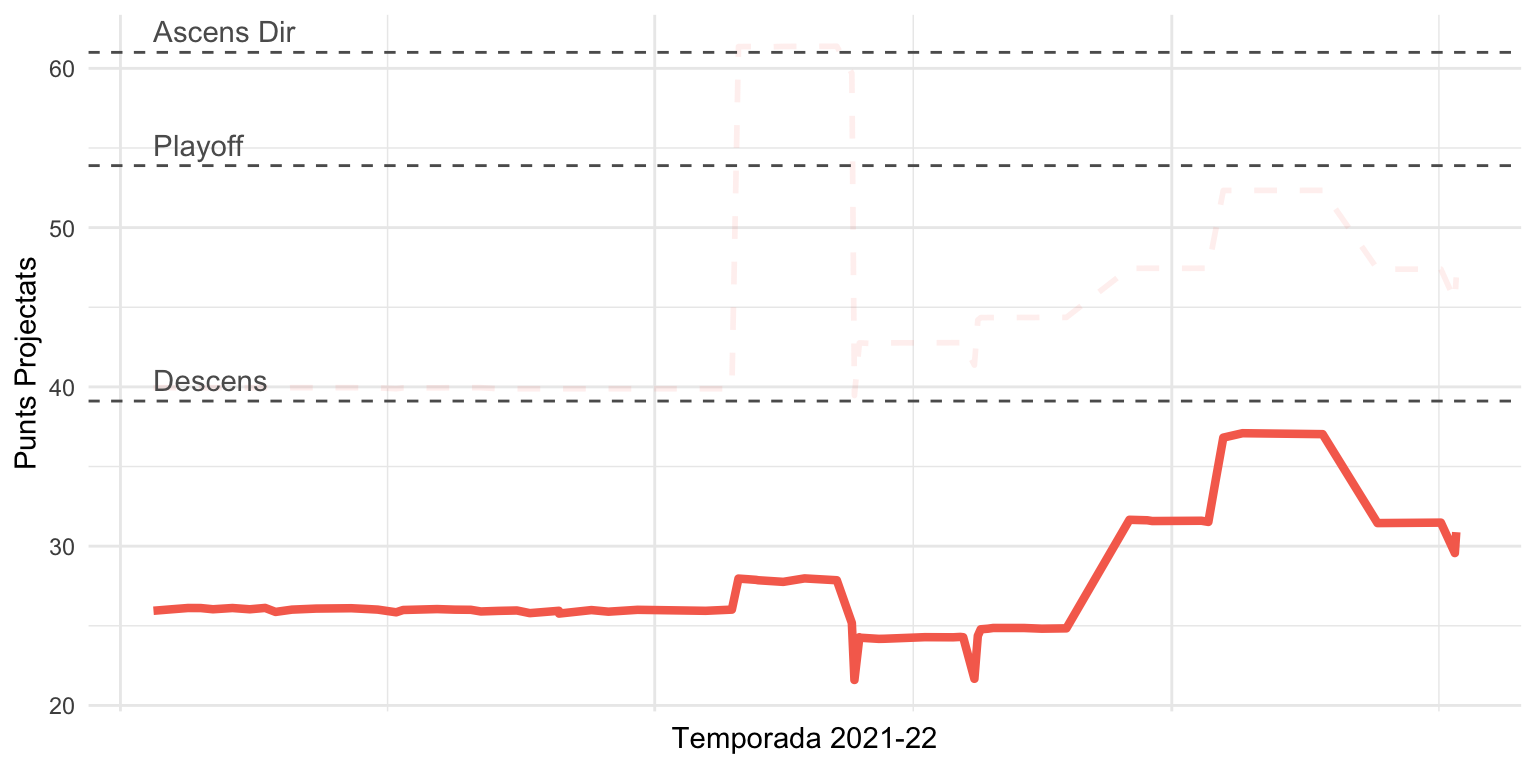 Ascens Dir
60
Playoff
50
Descens
40
30
20
Punts Projectats
Temporada 2021-22